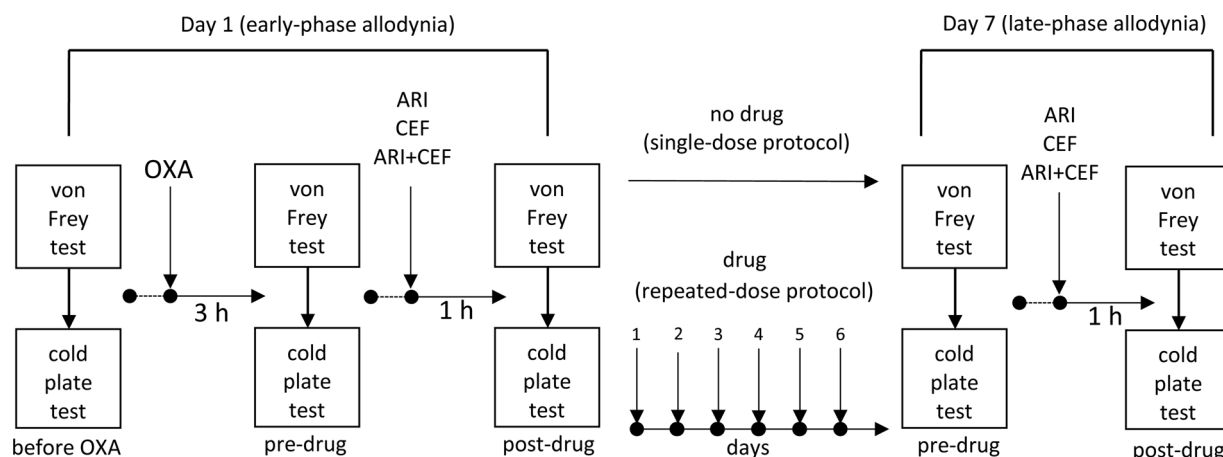 Day 1 (early-phase allodynia)
Day 7 (late-phase allodynia)
ARI
CEF
ARI+CEF
no drug
(single-dose protocol)
ARI
CEF
ARI+CEF
OXA
von
Frey
test
von
Frey
test
von
Frey
test
von
Frey
test
von
Frey
test
drug
(repeated-dose protocol)
3 h
1 h
1 h
1 2 3 4 5 6
cold
plate
test
cold
plate
test
cold
plate
test
cold
plate
test
cold
plate
test
before OXA
pre-drug
post-drug
days
pre-drug
post-drug